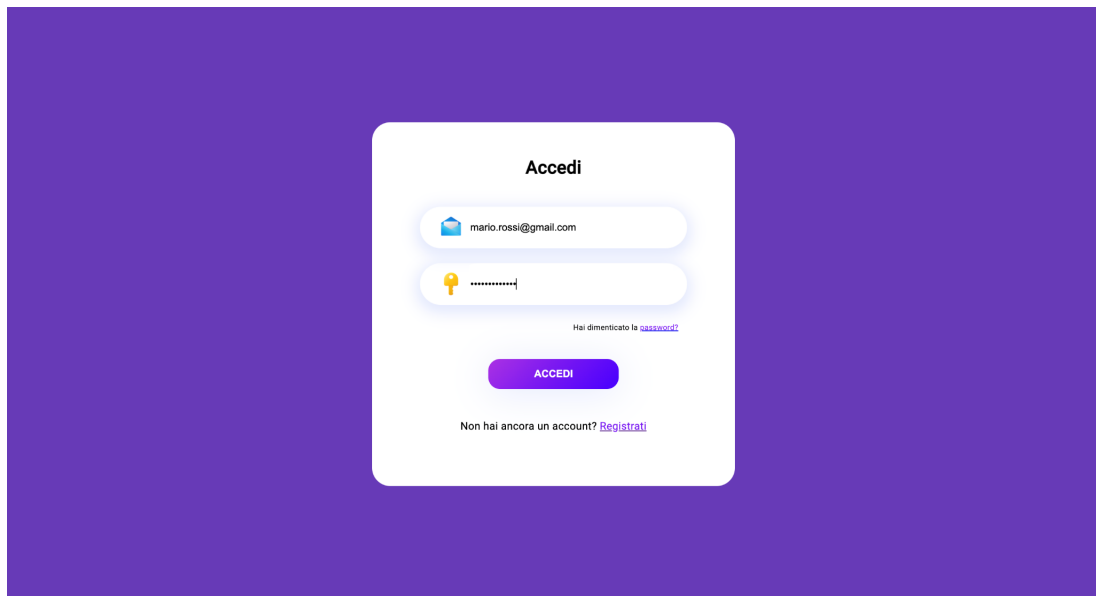 Accedi
mario.rossi@gmail.com
•••••••••••••
Hai dimenticato la password?
ACCEDI
Non hai ancora un account? Registrati